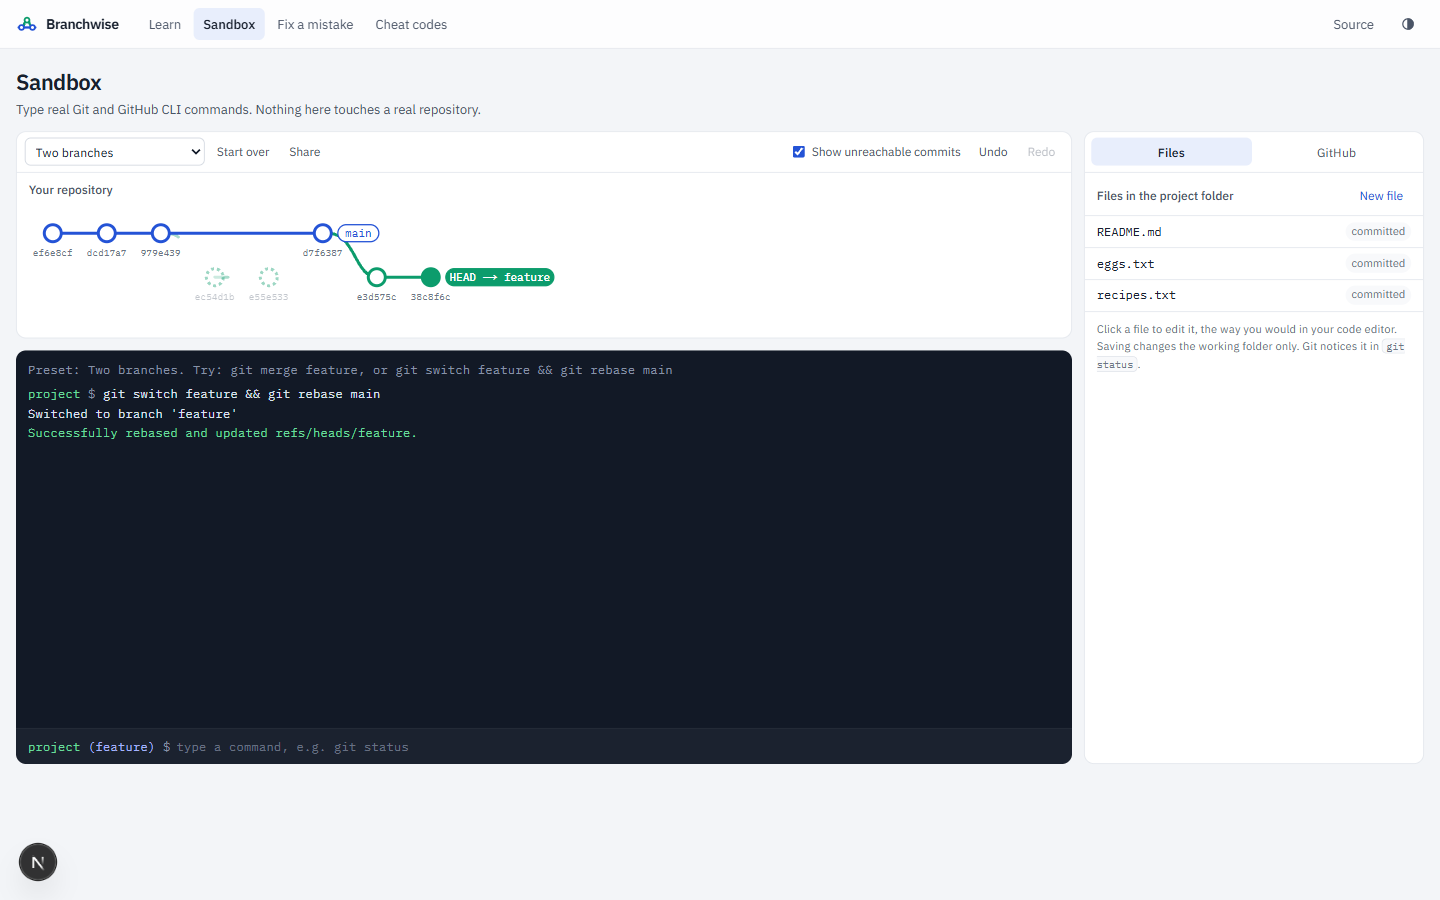 Branchwise
Learn
Sandbox
Fix a mistake
Cheat codes
Source
Sandbox
Type real Git and GitHub CLI commands. Nothing here touches a real repository.
Two branches
Start over
Share
Show unreachable commits
Undo
Redo
Your repository
main
ef6e8cf
dcd17a7
979e439
d7f6387
HEAD → feature
ec54d1b
e55e533
e3d575c
38c8f6c
Preset: Two branches. Try: git merge feature, or git switch feature && git rebase main
project $ git switch feature && git rebase main
Switched to branch 'feature'
Successfully rebased and updated refs/heads/feature.
project (feature) $ type a command, e.g. git status
Files
GitHub
Files in the project folder
New file
README.md
committed
eggs.txt
committed
recipes.txt
committed
Click a file to edit it, the way you would in your code editor.
Saving changes the working folder only. Git notices it in git
status.
N